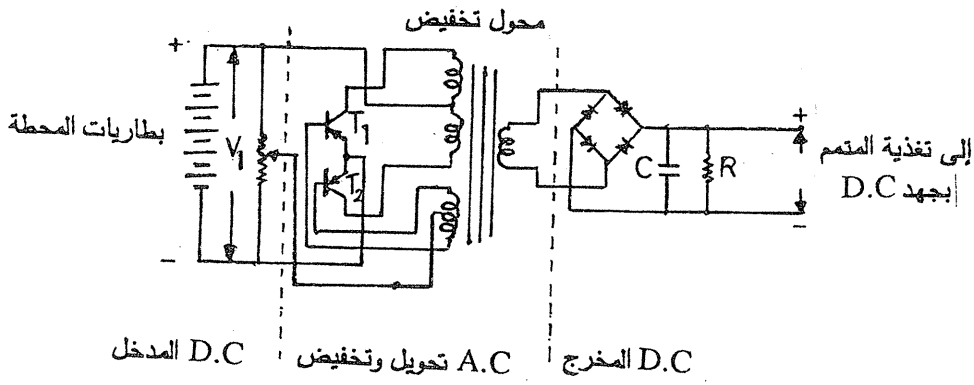 محول تخفيض
+
بطاريات المحطة
V1
−
T1
T2
C
R
+
إلى تغذية المتمم
بجهد D.C
−
D.C المدخل
A.C تحويل وتخفيض
D.C المخرج